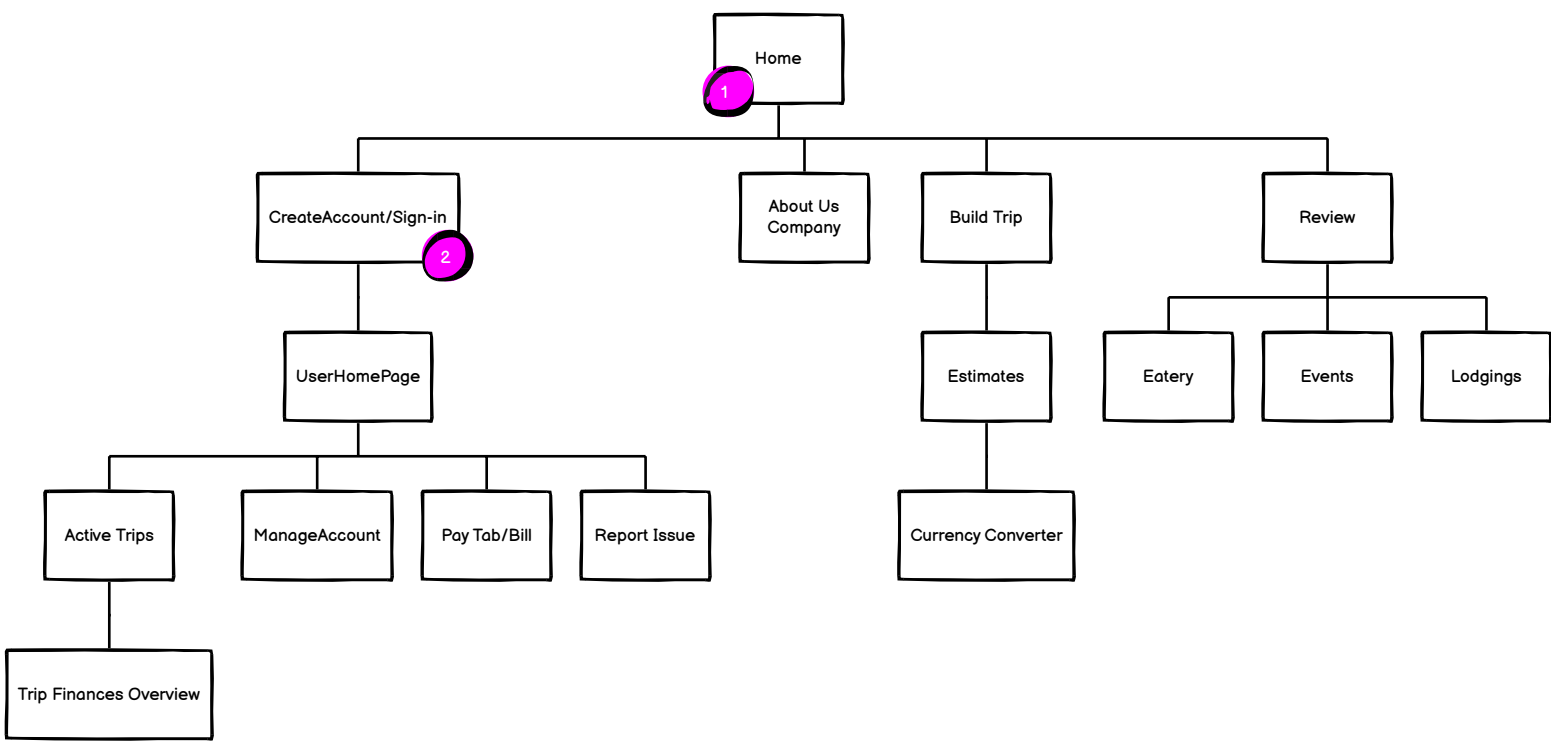 Home
1
CreateAccount/Sign-in
2
About Us
Company
Build Trip
Review
UserHomePage
Estimates
Eatery
Events
Lodgings
Active Trips
ManageAccount
Pay Tab/Bill
Report Issue
Currency Converter
Trip Finances Overview